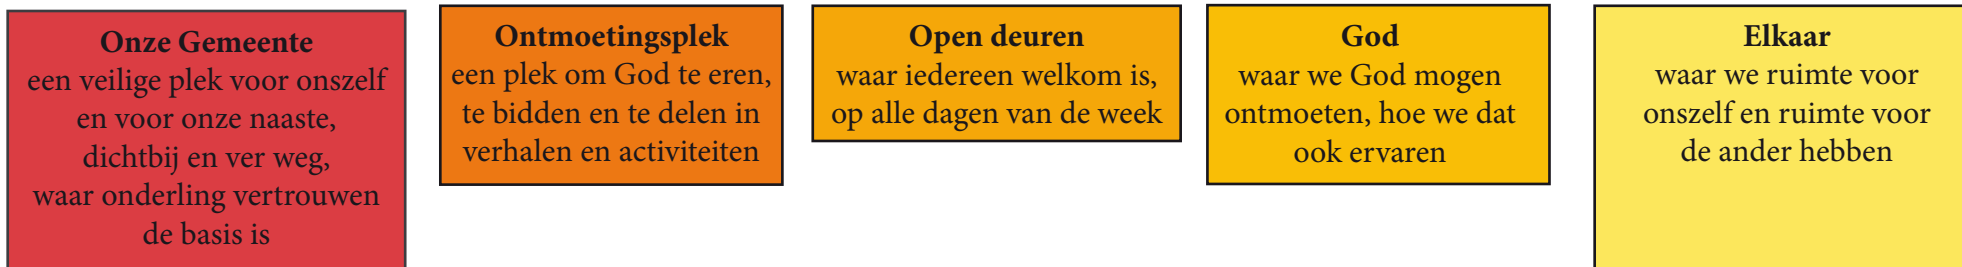 Onze Gemeente
een veilige plek voor onszelf
en voor onze naaste,
dichtbij en ver weg,
waar onderling vertrouwen
de basis is
Ontmoetingsplek
een plek om God te eren,
te bidden en te delen in
verhalen en activiteiten
Open deuren
waar iedereen welkom is,
op alle dagen van de week
God
waar we God mogen
ontmoeten, hoe we dat
ook ervaren
Elkaar
waar we ruimte voor
onszelf en ruimte voor
de ander hebben